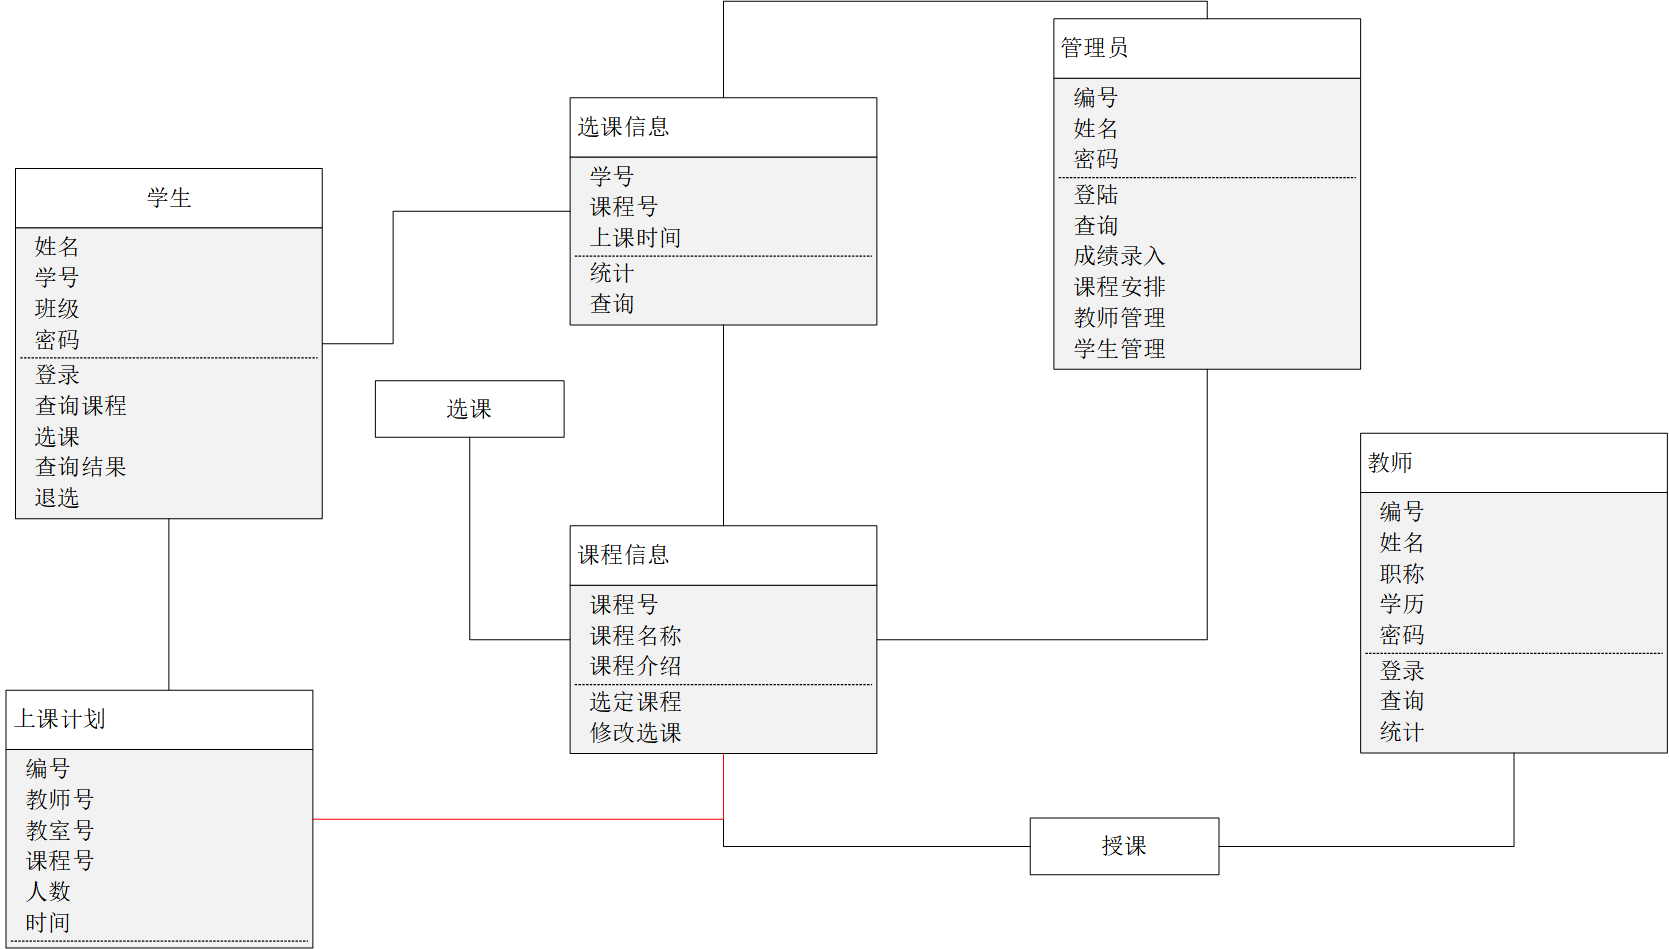 管理员
编号
姓名
密码
登陆
查询
成绩录入
课程安排
教师管理
学生管理
选课信息
学号
课程号
上课时间
统计
查询
学生
姓名
学号
班级
密码
登录
查询课程
选课
查询结果
退选
选课
教师
编号
姓名
职称
学历
密码
登录
查询
统计
课程信息
课程号
课程名称
课程介绍
选定课程
修改选课
上课计划
编号
教师号
教室号
课程号
人数
时间
授课